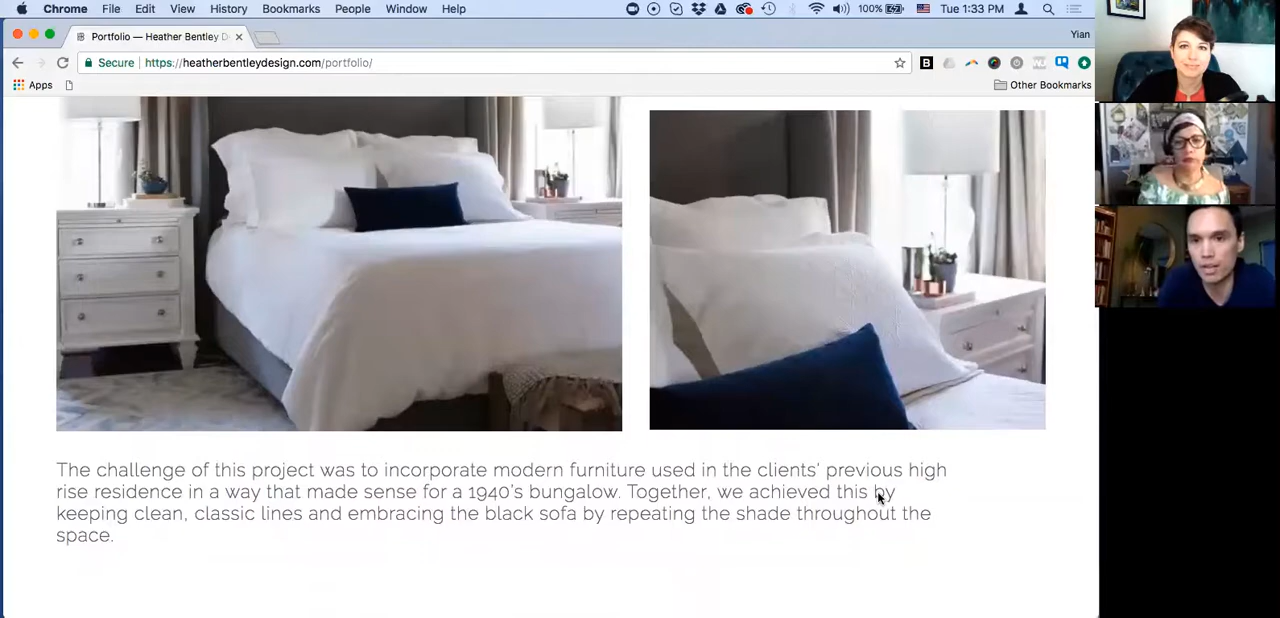 Chrome File Edit View History Bookmarks People Window Help 100% Tue 1:33 PM
Portfolio — Heather Bentley D Yian
Secure https://heatherbentleydesign.com/portfolio/
Apps Other Bookmarks
The challenge of this project was to incorporate modern furniture used in the clients' previous high
rise residence in a way that made sense for a 1940's bungalow. Together, we achieved this by
keeping clean, classic lines and embracing the black sofa by repeating the shade throughout the
space.